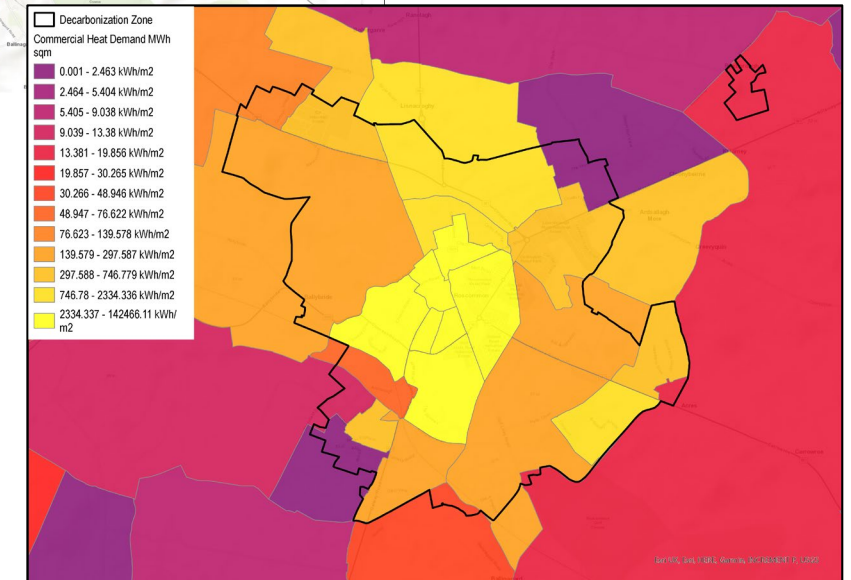 Decarbonization Zone
Commercial Heat Demand MWh
sqm
0.001 - 2.463 kWh/m2
2.464 - 5.404 kWh/m2
5.405 - 9.038 kWh/m2
9.039 - 13.38 kWh/m2
13.381 - 19.856 kWh/m2
19.857 - 30.265 kWh/m2
30.266 - 48.946 kWh/m2
48.947 - 76.622 kWh/m2
76.623 - 139.578 kWh/m2
139.579 - 297.587 kWh/m2
297.588 - 746.779 kWh/m2
746.78 - 2334.336 kWh/m2
2334.337 - 142466.11 kWh/
m2